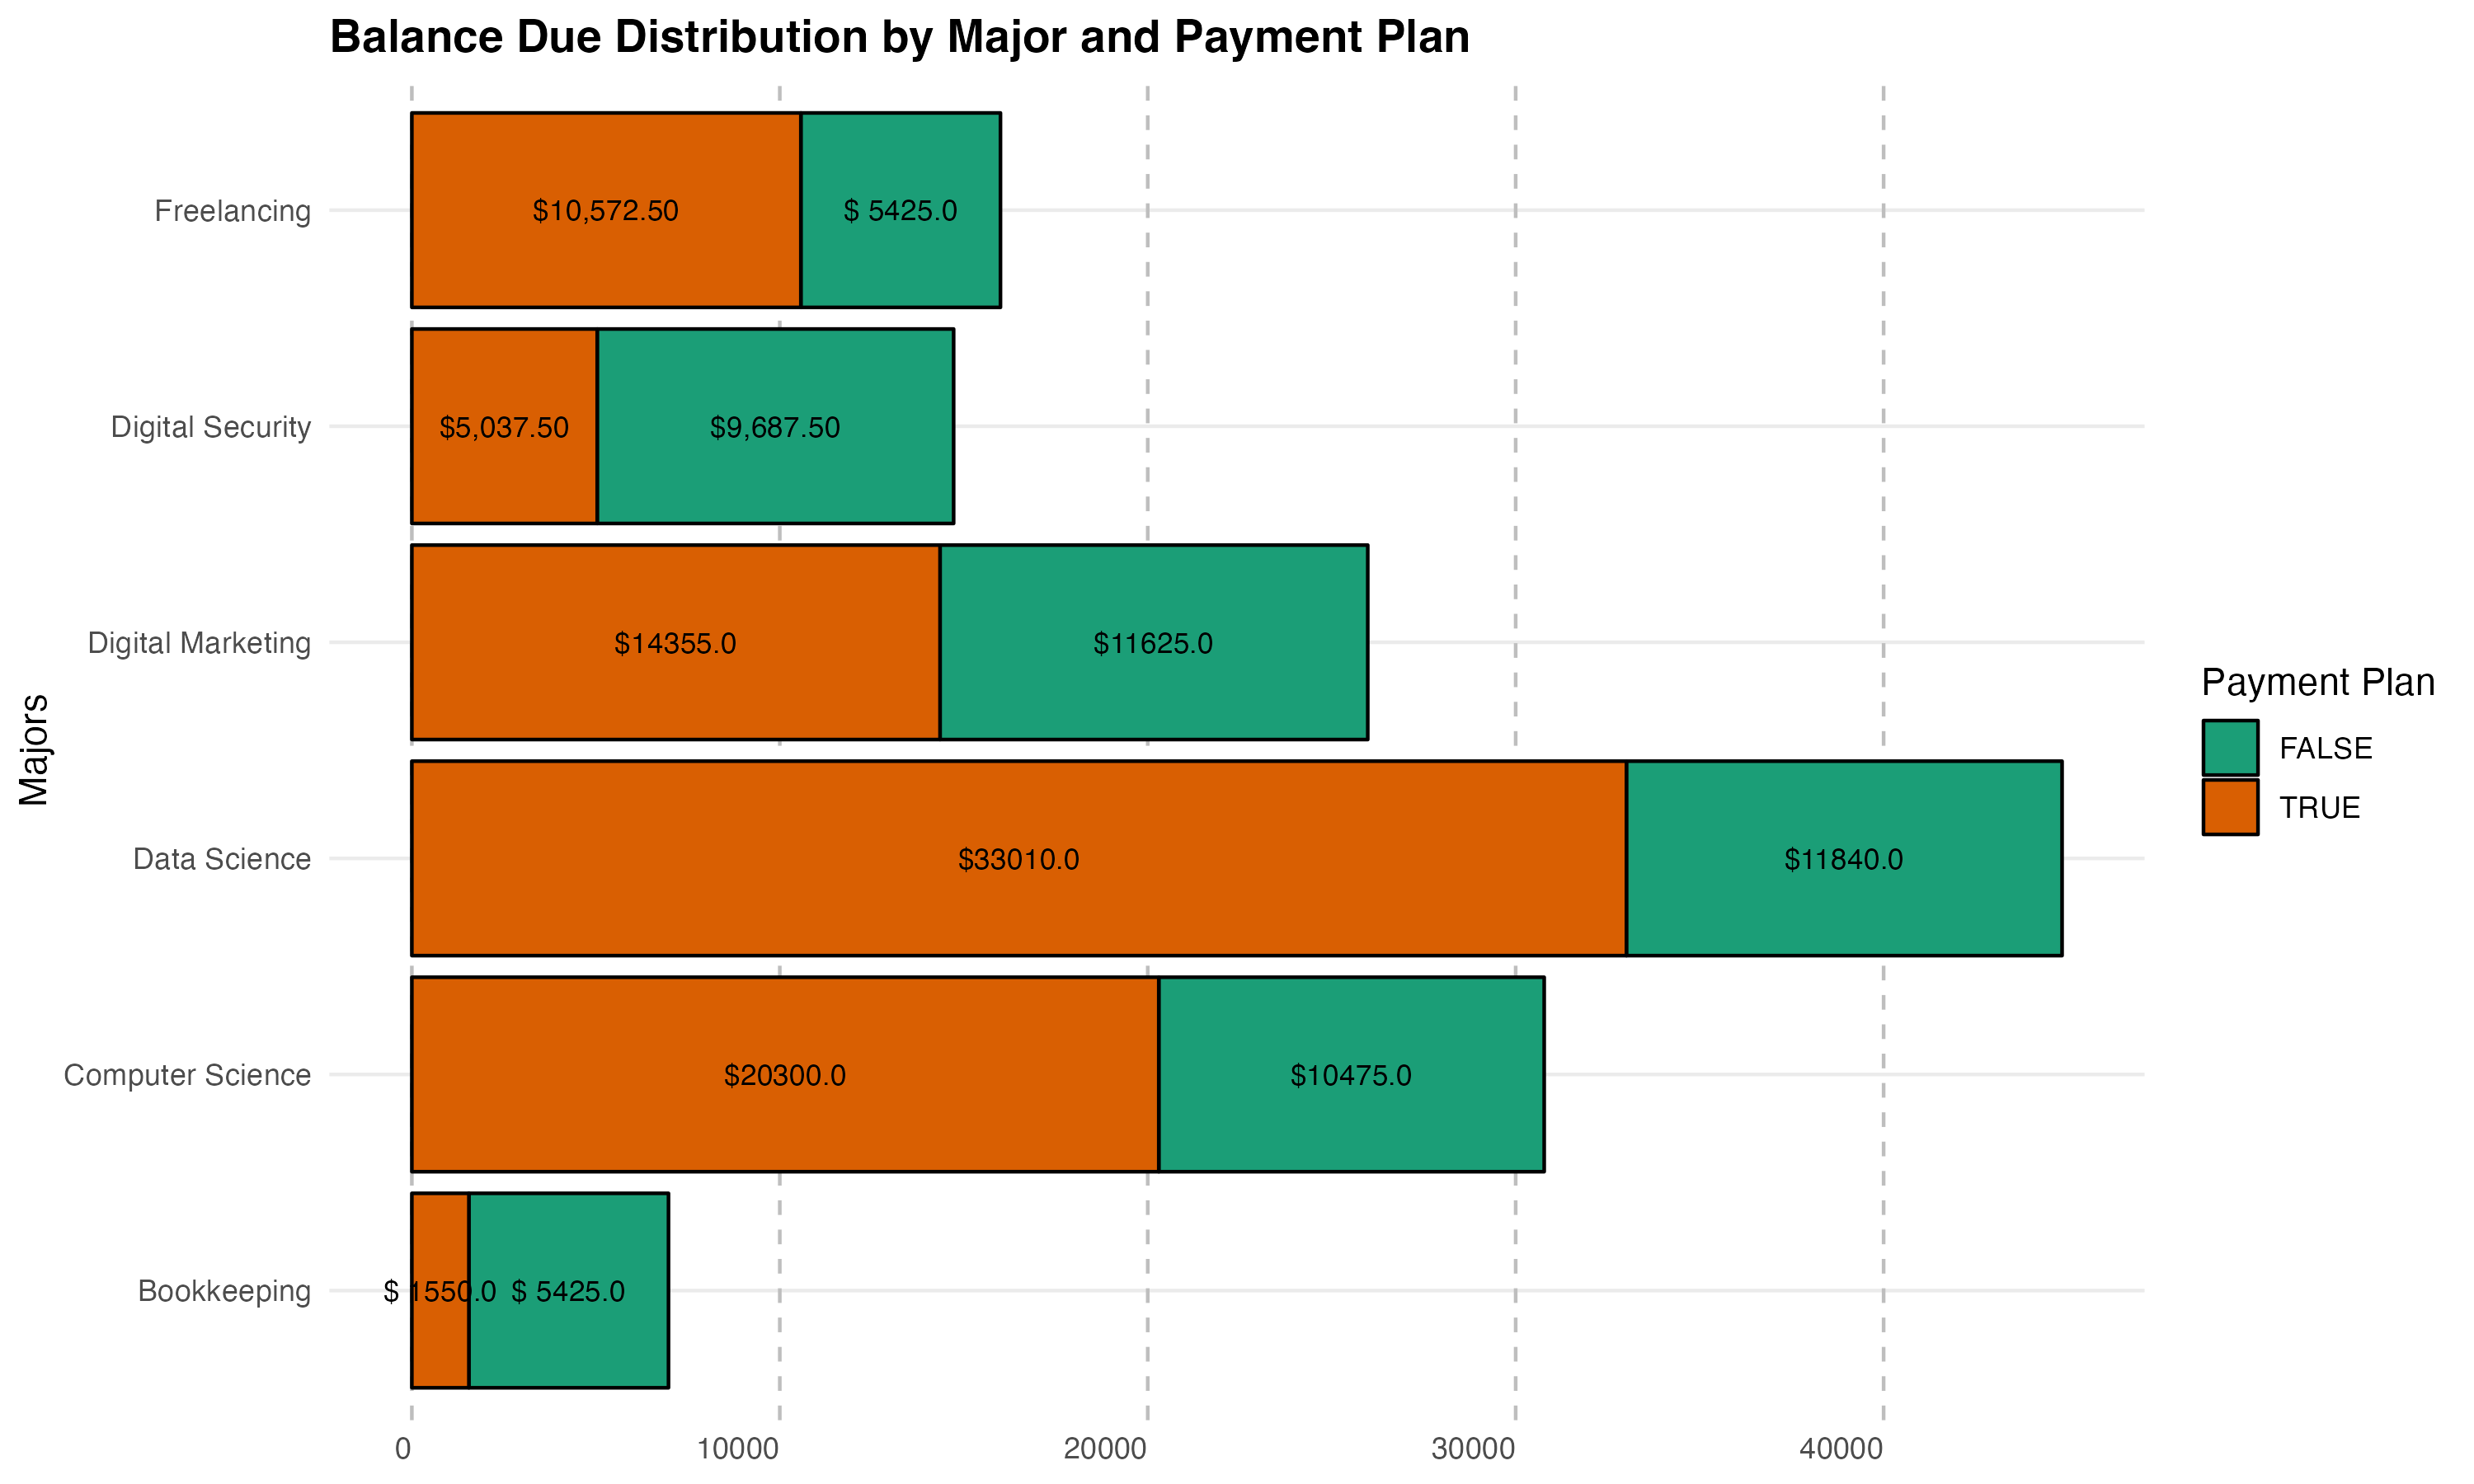 Balance Due Distribution by Major and Payment Plan
Majors
Freelancing
$10,572.50
$ 5425.0
Digital Security
$5,037.50
$9,687.50
Digital Marketing
$14355.0
$11625.0
Data Science
$33010.0
$11840.0
Computer Science
$20300.0
$10475.0
Bookkeeping
$ 1550.0
$ 5425.0
0
10000
20000
30000
40000
Payment Plan
FALSE
TRUE